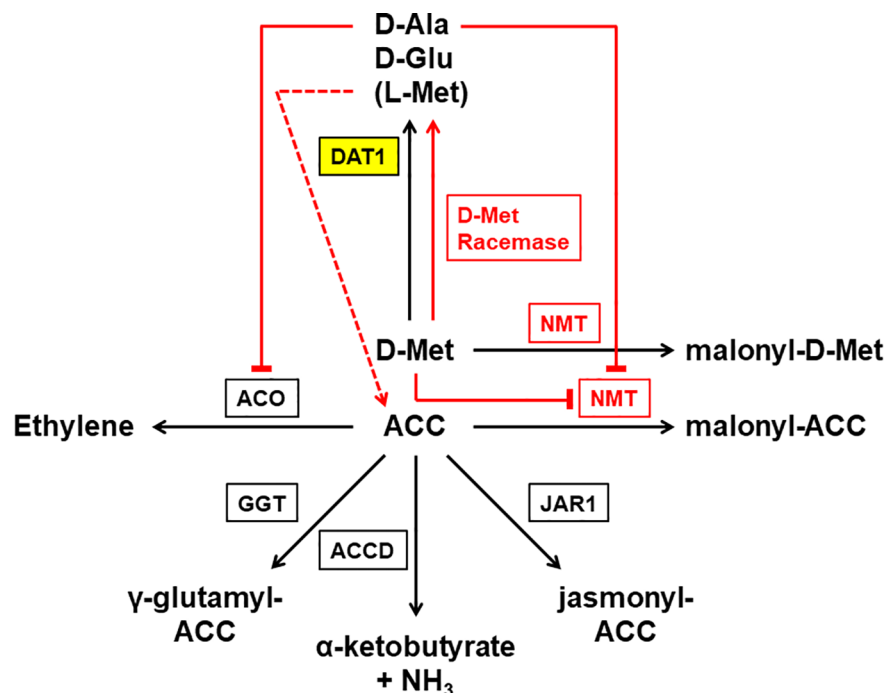 D-Ala
D-Glu
(L-Met)
DAT1
D-Met
Racemase
NMT
D-Met
malonyl-D-Met
ACO
NMT
Ethylene
ACC
malonyl-ACC
GGT
JAR1
ACCD
γ-glutamyl-
ACC
jasmonyl-
ACC
α-ketobutyrate
+ NH₃